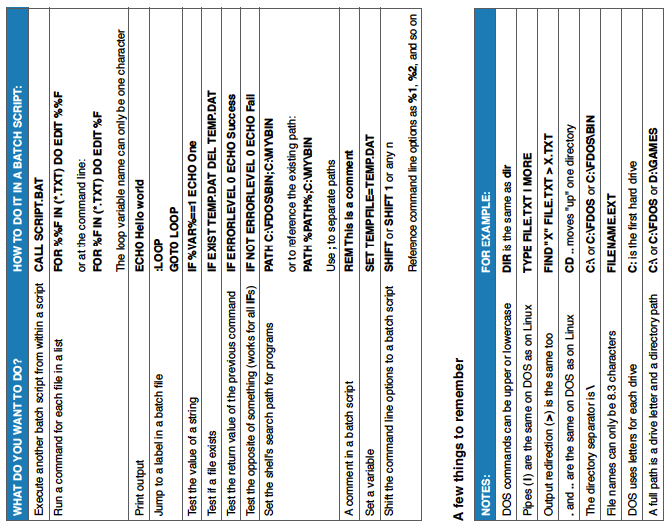 WHAT DO YOU WANT TO DO? HOW TO DO IT IN A BATCH SCRIPT:
Execute another batch script from within a script CALL SCRIPT.BAT
Run a command for each file in a list FOR %%F IN (*.TXT) DO EDIT %%F
or at the command line:
FOR %F IN (*.TXT) DO EDIT %F
The loop variable name can only be one character
Print output ECHO Hello world
Jump to a label in a batch file :LOOP
GOTO LOOP
Test the value of a string IF %VAR%==1 ECHO One
Test if a file exists IF EXIST TEMP.DAT DEL TEMP.DAT
Test the return value of the previous command IF ERRORLEVEL 0 ECHO Success
Test the opposite of something (works for all IFs) IF NOT ERRORLEVEL 0 ECHO Fail
Set the shell's search path for programs PATH C:\FDOS\BIN;C:\MY\BIN
or to reference the existing path:
PATH %PATH%;C:\MY\BIN
Use ; to separate paths
A comment in a batch script REM This is a comment
Set a variable SET TEMPFILE=TEMP.DAT
Shift the command line options to a batch script SHIFT or SHIFT 1 or any n
Reference command line options as %1, %2, and so on
A few things to remember
NOTES: FOR EXAMPLE:
DOS commands can be upper or lowercase DIR is the same as dir
Pipes (|) are the same on DOS as on Linux TYPE FILE.TXT | MORE
Output redirection (>) is the same too FIND "X" FILE.TXT > X.TXT
. and .. are the same on DOS as on Linux CD .. moves "up" one directory
The directory separator is \ C:\ or C:\FDOS or C:\FDOS\BIN
File names can only be 8.3 characters FILENAME.EXT
DOS uses letters for each drive C: is the first hard drive
A full path is a drive letter and a directory path C:\ or C:\FDOS or D:\GAMES